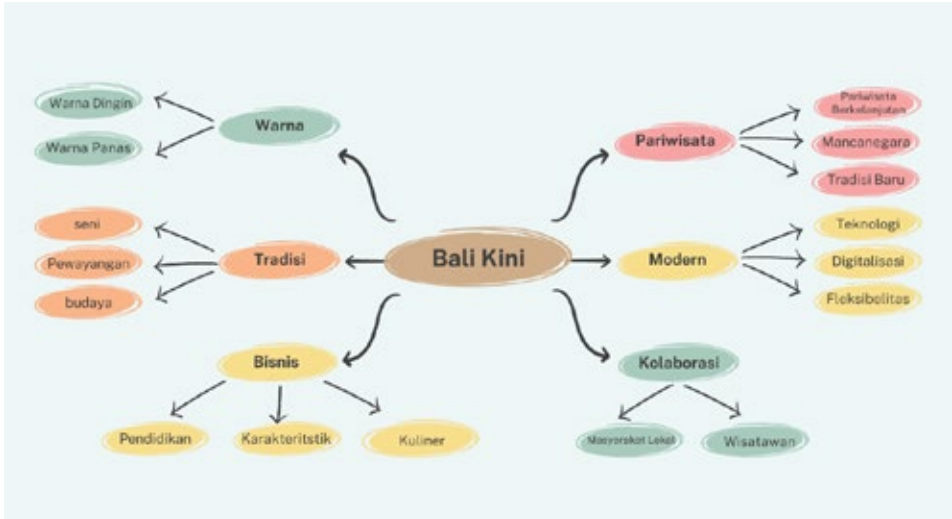 Bali Kini
Warna
Warna Dingin
Warna Panas
Tradisi
seni
Pewayangan
budaya
Bisnis
Pendidikan
Karakteritstik
Kuliner
Pariwisata
Pariwisata
Berkelanjutan
Mancanegara
Tradisi Baru
Modern
Teknologi
Digitalisasi
Fleksibelitas
Kolaborasi
Masyarakat Lokal
Wisatawan